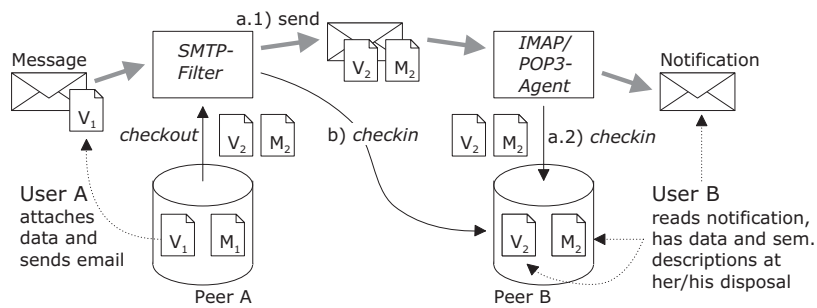 a.1) send
Message
SMTP-
Filter
V2 M2
IMAP/
POP3-
Agent
Notification
V1
checkout
V2 M2
b) checkin
V2 M2
a.2) checkin
User A
attaches
data and
sends email
V1 M1
Peer A
V2 M2
Peer B
User B
reads notification,
has data and sem.
descriptions at
her/his disposal